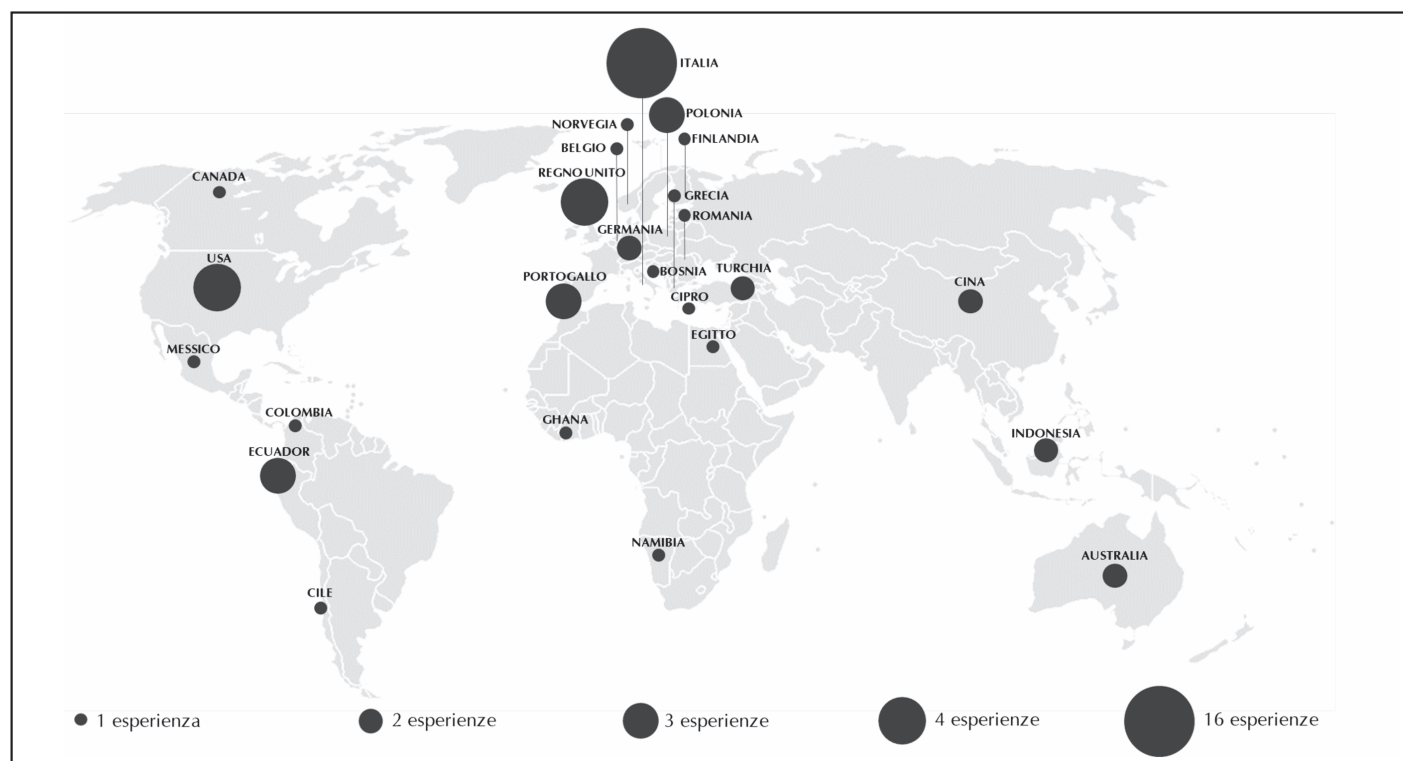 ITALIA
POLONIA
NORVEGIA
FINLANDIA
BELGIO
REGNO UNITO
CANADA
GRECIA
ROMANIA
GERMANIA
USA
BOSNIA
TURCHIA
PORTOGALLO
CINA
CIPRO
EGITTO
MESSICO
COLOMBIA
GHANA
INDONESIA
ECUADOR
NAMIBIA
AUSTRALIA
CILE
1 esperienza
2 esperienze
3 esperienze
4 esperienze
16 esperienze